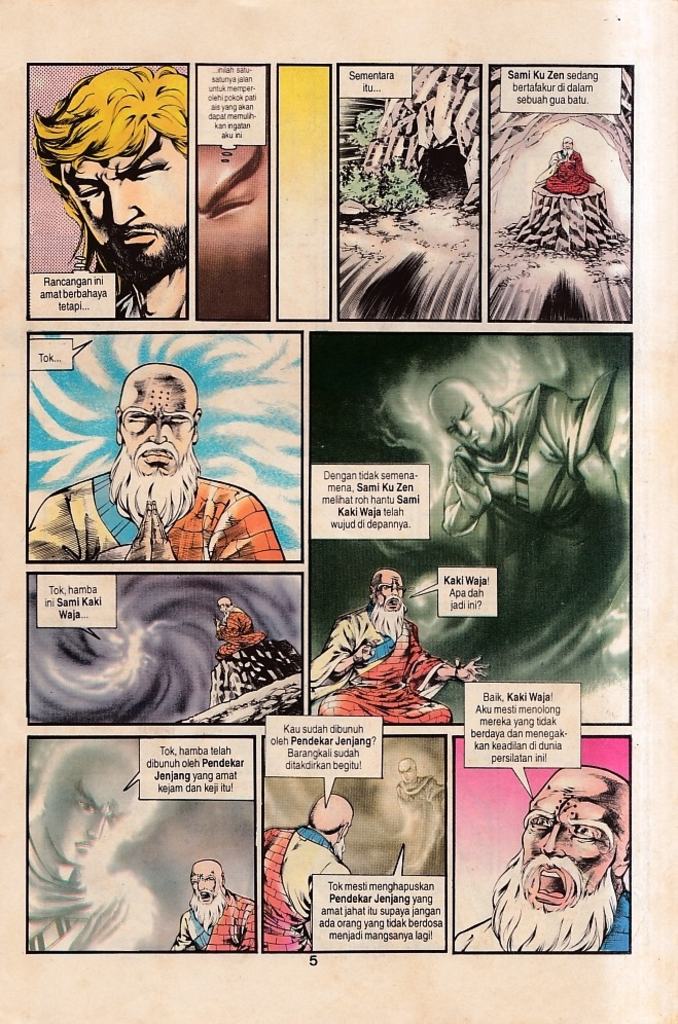 Rancangan ini
amat berbahaya
tetapi...
...inilah satu-
satunya jalan
untuk memper-
olehi pokok pati
ais yang akan
dapat memulih-
kan ingatan
aku ini
Sementara
itu...
Sami Ku Zen sedang
bertafakur di dalam
sebuah gua batu.
Tok...
Tok, hamba
ini Sami Kaki
Waja...
Dengan tidak semena-
mena, Sami Ku Zen
melihat roh hantu Sami
Kaki Waja telah
wujud di depannya.
Kaki Waja!
Apa dah
jadi ini?
Tok, hamba telah
dibunuh oleh Pendekar
Jenjang yang amat
kejam dan keji itu!
Kau sudah dibunuh
oleh Pendekar Jenjang?
Barangkali sudah
ditakdirkan begitu!
Tok mesti menghapuskan
Pendekar Jenjang yang
amat jahat itu supaya jangan
ada orang yang tidak berdosa
menjadi mangsanya lagi!
Baik, Kaki Waja!
Aku mesti menolong
mereka yang tidak
berdaya dan menegak-
kan keadilan di dunia
persilatan ini!
5